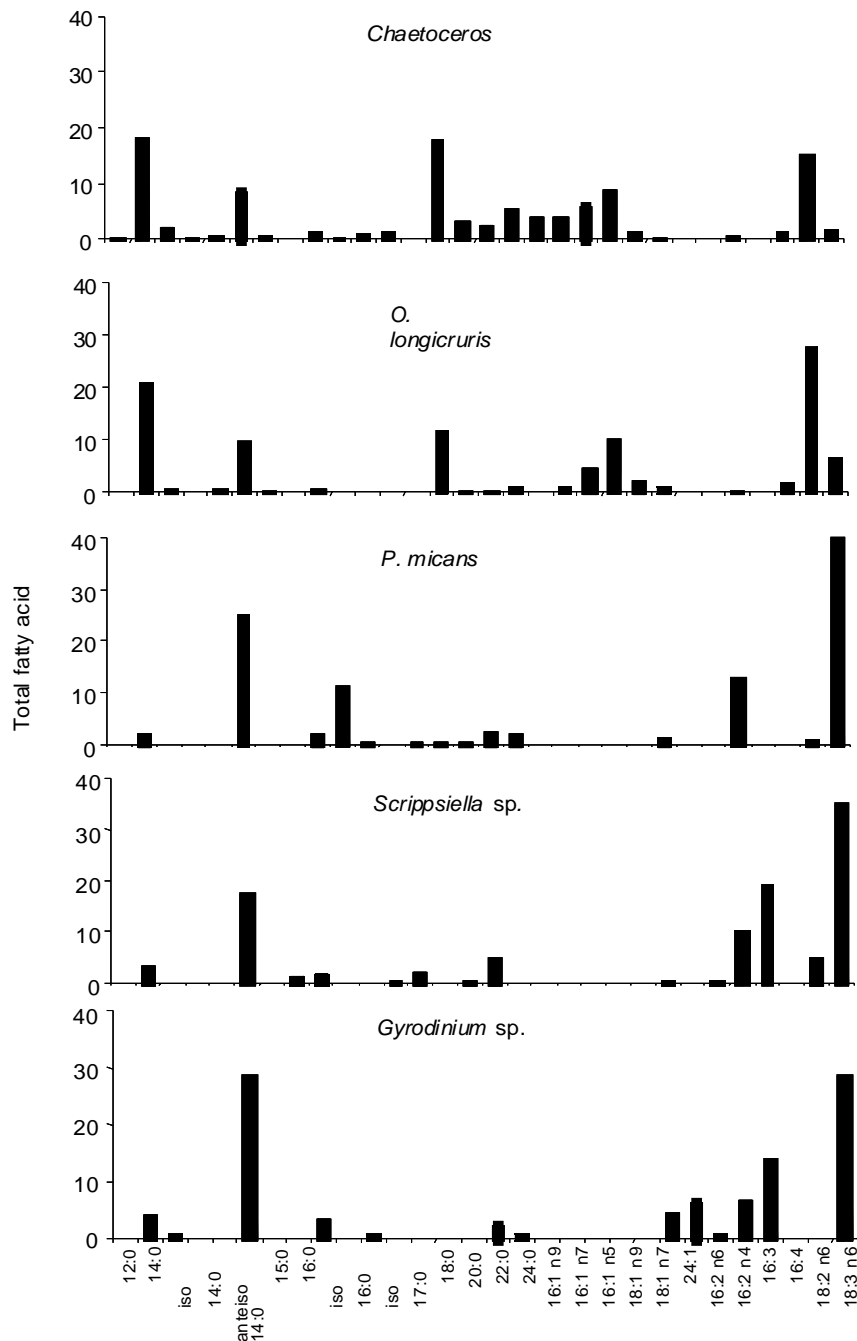 40
30
20
10
0
Chaetoceros
40
30
20
10
0
O.
longicruris
40
30
20
10
0
P. micans
40
30
20
10
0
Scrippsiella sp.
40
30
20
10
0
Gyrodinium sp.
Total fatty acid
12:0
14:0
iso
14:0
anteiso
14:0
15:0
16:0
iso
16:0
iso
17:0
18:0
20:0
22:0
24:0
16:1 n9
16:1 n7
16:1 n5
18:1 n9
18:1 n7
24:1
16:2 n6
16:2 n4
16:3
16:4
18:2 n6
18:3 n6